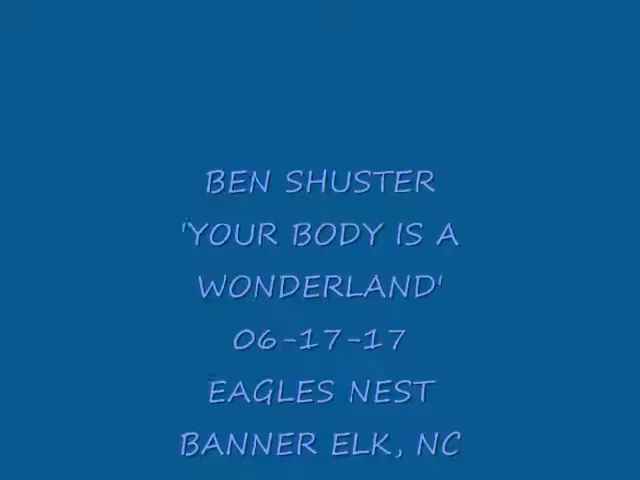 BEN SHUSTER
'YOUR BODY IS A
WONDERLAND'
06-17-17
EAGLES NEST
BANNER ELK, NC